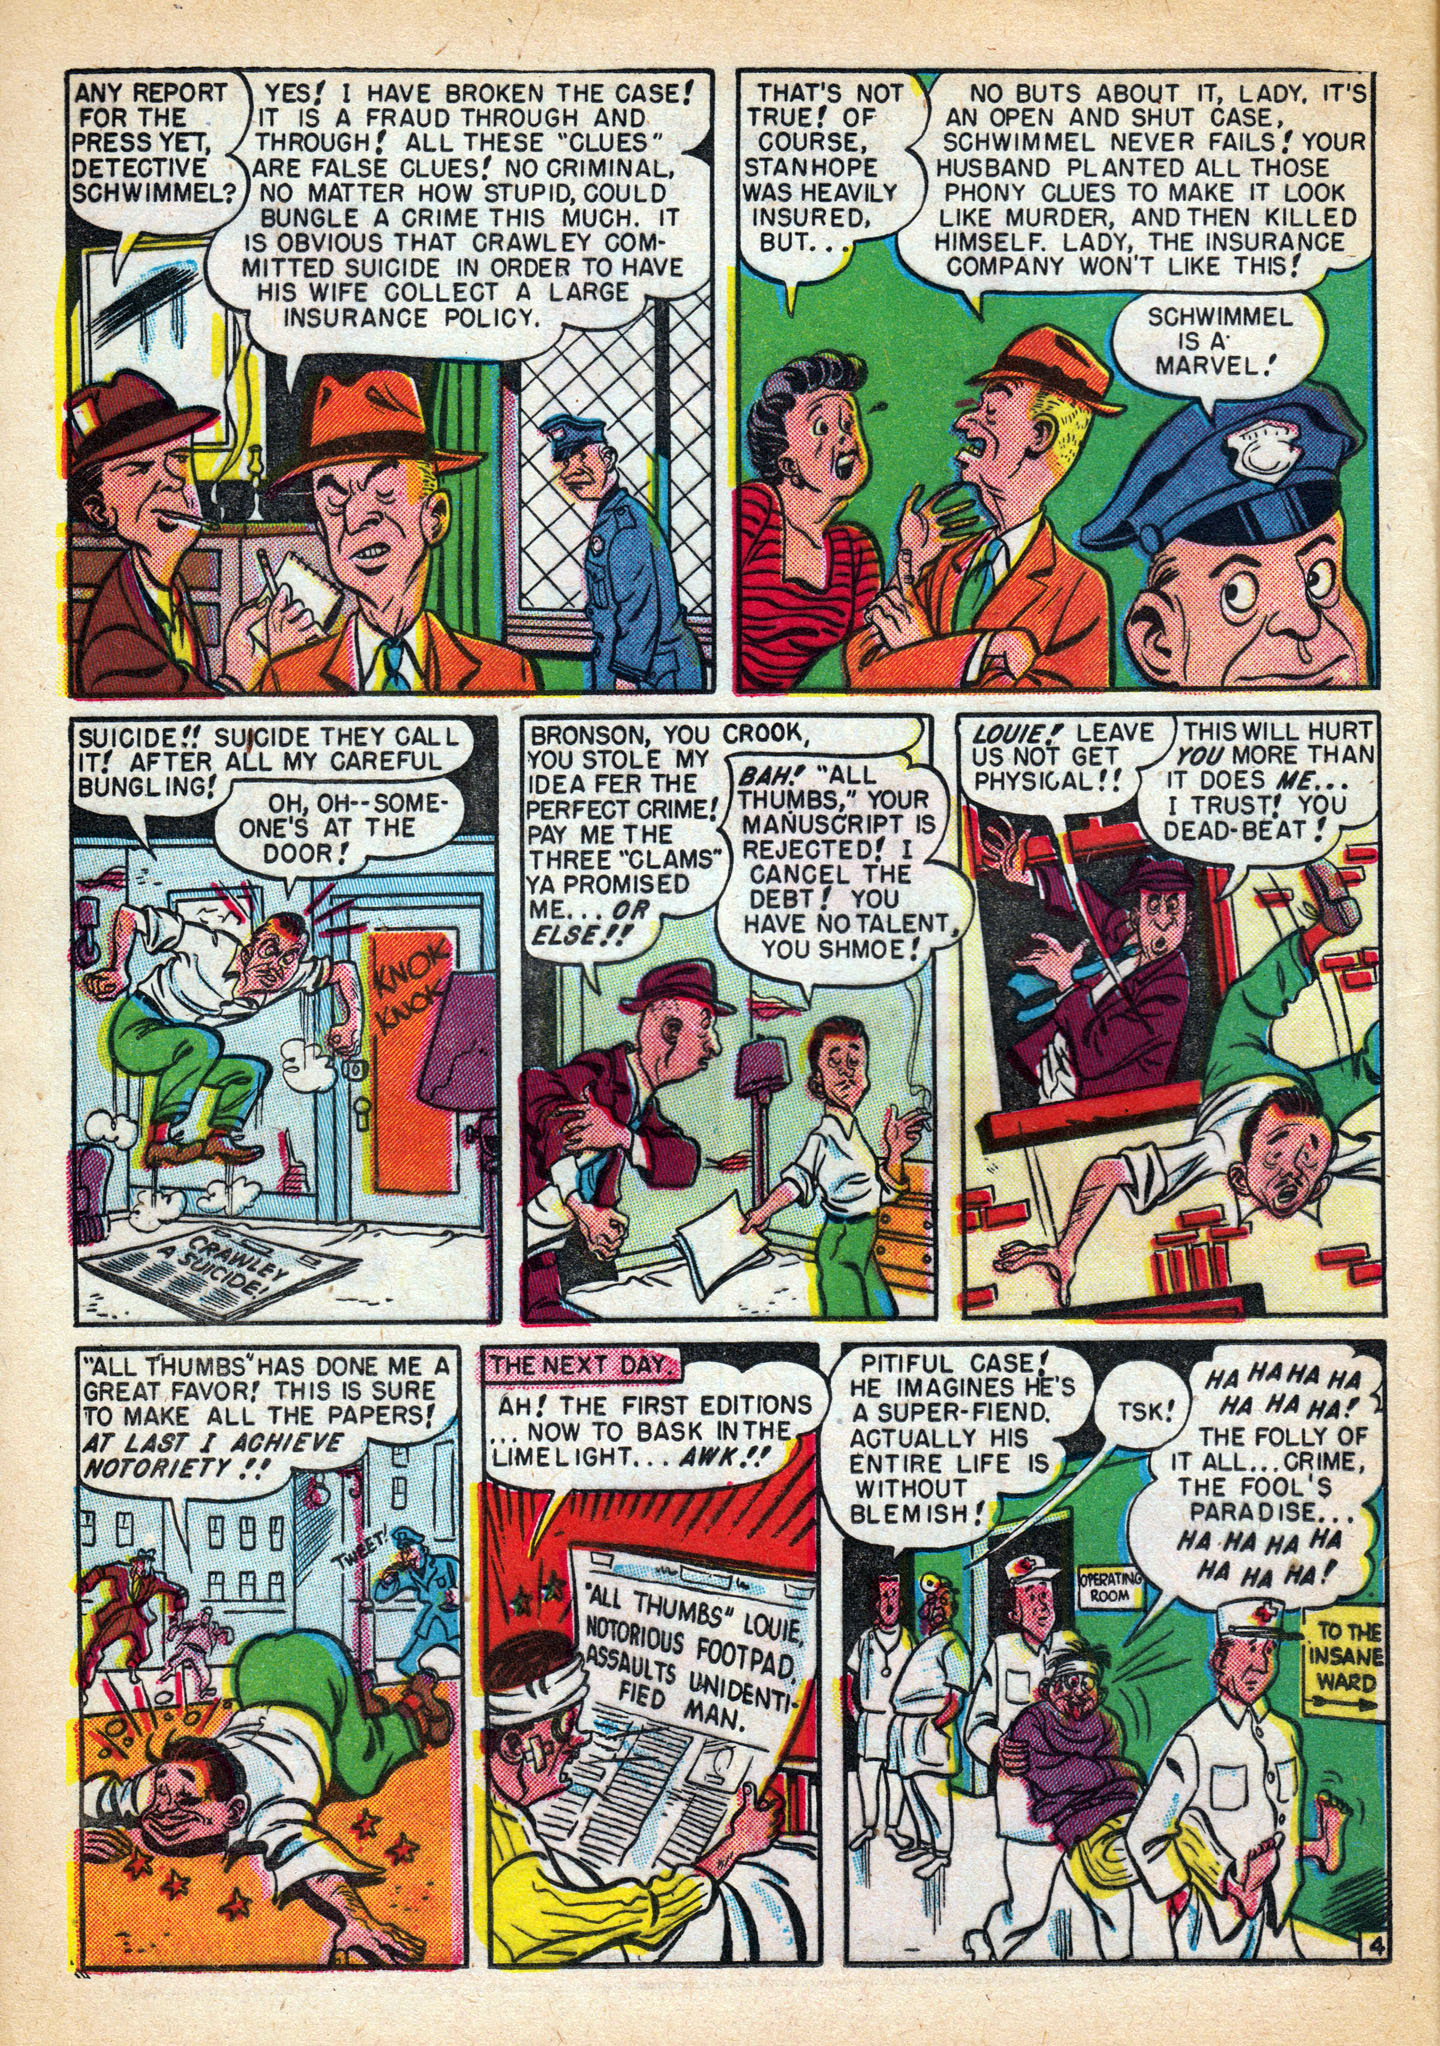 ANY REPORT
FOR THE
PRESS YET,
DETECTIVE
SCHWIMMEL?
YES! I HAVE BROKEN THE CASE!
IT IS A FRAUD THROUGH AND
THROUGH! ALL THESE "CLUES"
ARE FALSE CLUES! NO CRIMINAL,
NO MATTER HOW STUPID, COULD
BUNGLE A CRIME THIS MUCH. IT
IS OBVIOUS THAT CRAWLEY COM-
MITTED SUICIDE IN ORDER TO HAVE
HIS WIFE COLLECT A LARGE
INSURANCE POLICY.
THAT'S NOT
TRUE! OF
COURSE,
STANHOPE
WAS HEAVILY
INSURED,
BUT...
NO BUTS ABOUT IT, LADY. IT'S
AN OPEN AND SHUT CASE,
SCHWIMMEL NEVER FAILS! YOUR
HUSBAND PLANTED ALL THOSE
PHONY CLUES TO MAKE IT LOOK
LIKE MURDER, AND THEN KILLED
HIMSELF. LADY, THE INSURANCE
COMPANY WON'T LIKE THIS!
SCHWIMMEL
IS A
MARVEL!
SUICIDE!! SUICIDE THEY CALL
IT! AFTER ALL MY CAREFUL
BUNGLING!
OH, OH--SOME-
ONE'S AT THE
DOOR!
KNOK
KNOK
CRAWLEY
A SUICIDE!
BRONSON, YOU CROOK,
YOU STOLE MY
IDEA FER THE
PERFECT CRIME!
PAY ME THE
THREE "CLAMS"
YA PROMISED
ME... OR
ELSE!!
BAH! "ALL
THUMBS," YOUR
MANUSCRIPT IS
REJECTED! I
CANCEL THE
DEBT! YOU
HAVE NO TALENT,
YOU SHMOE!
LOUIE! LEAVE
US NOT GET
PHYSICAL!!
THIS WILL HURT
YOU MORE THAN
IT DOES ME...
I TRUST! YOU
DEAD-BEAT!
"ALL THUMBS" HAS DONE ME A
GREAT FAVOR! THIS IS SURE
TO MAKE ALL THE PAPERS!
AT LAST I ACHIEVE
NOTORIETY!!
TWEET!
THE NEXT DAY
AH! THE FIRST EDITIONS
...NOW TO BASK IN THE
LIMELIGHT... AWK!!
"ALL THUMBS" LOUIE,
NOTORIOUS FOOTPAD,
ASSAULTS UNIDENTI-
FIED MAN.
PITIFUL CASE!
HE IMAGINES HE'S
A SUPER-FIEND.
ACTUALLY HIS
ENTIRE LIFE IS
WITHOUT
BLEMISH!
TSK!
HA HA HA HA
HA HA HA!
THE FOLLY OF
IT ALL...CRIME,
THE FOOL'S
PARADISE...
HA HA HA HA
HA HA HA!
OPERATING
ROOM
TO THE
INSANE
WARD
4